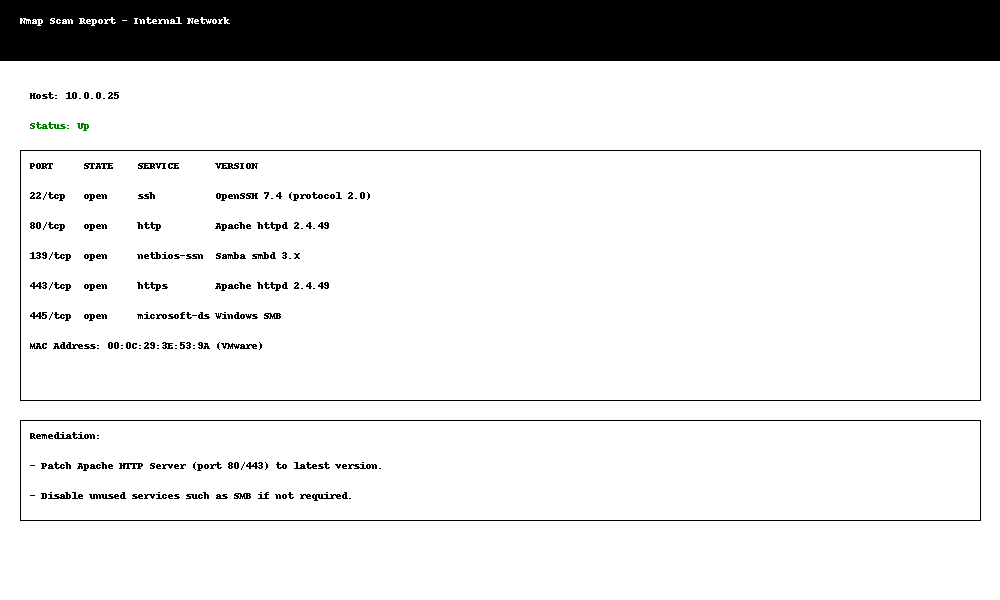 Nmap Scan Report - Internal Network
Host: 10.0.0.25
Status: Up
PORT     STATE    SERVICE      VERSION
22/tcp   open     ssh          OpenSSH 7.4 (protocol 2.0)
80/tcp   open     http         Apache httpd 2.4.49
139/tcp  open     netbios-ssn  Samba smbd 3.X
443/tcp  open     https        Apache httpd 2.4.49
445/tcp  open     microsoft-ds Windows SMB
MAC Address: 00:0C:29:3E:53:9A (VMware)
Remediation:
- Patch Apache HTTP Server (port 80/443) to latest version.
- Disable unused services such as SMB if not required.